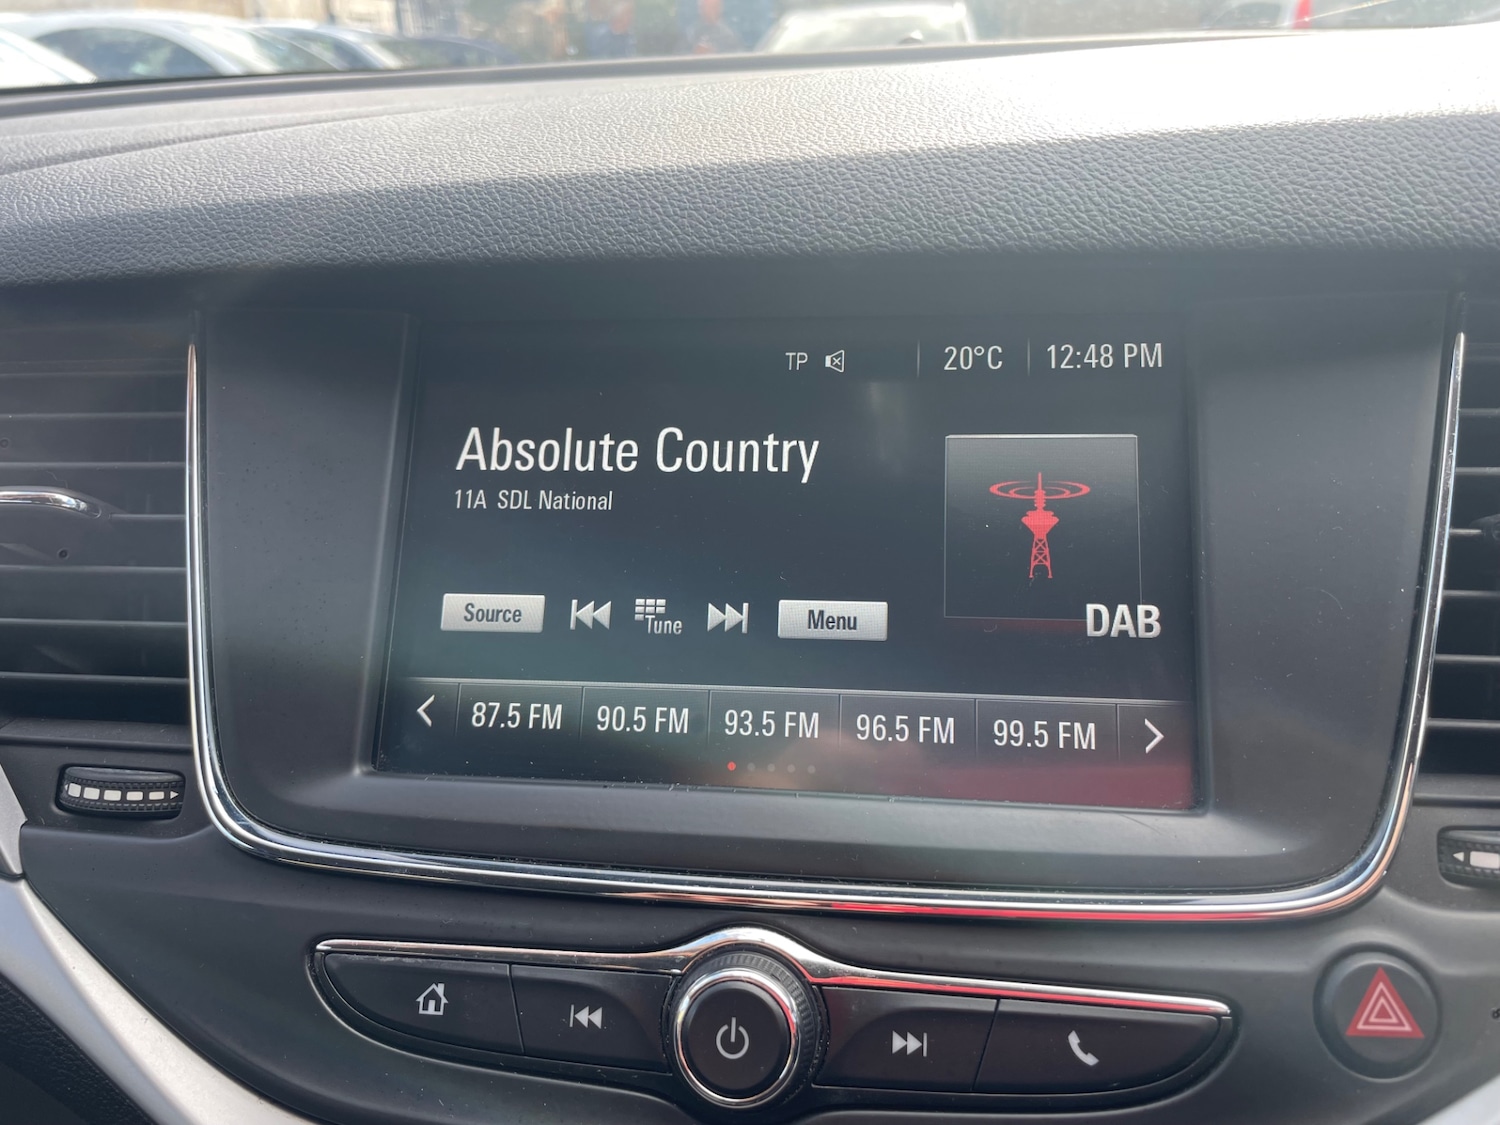 TP 20°C 12:48 PM
Absolute Country
11A SDL National
Source Tune Menu
DAB
87.5 FM 90.5 FM 93.5 FM 96.5 FM 99.5 FM